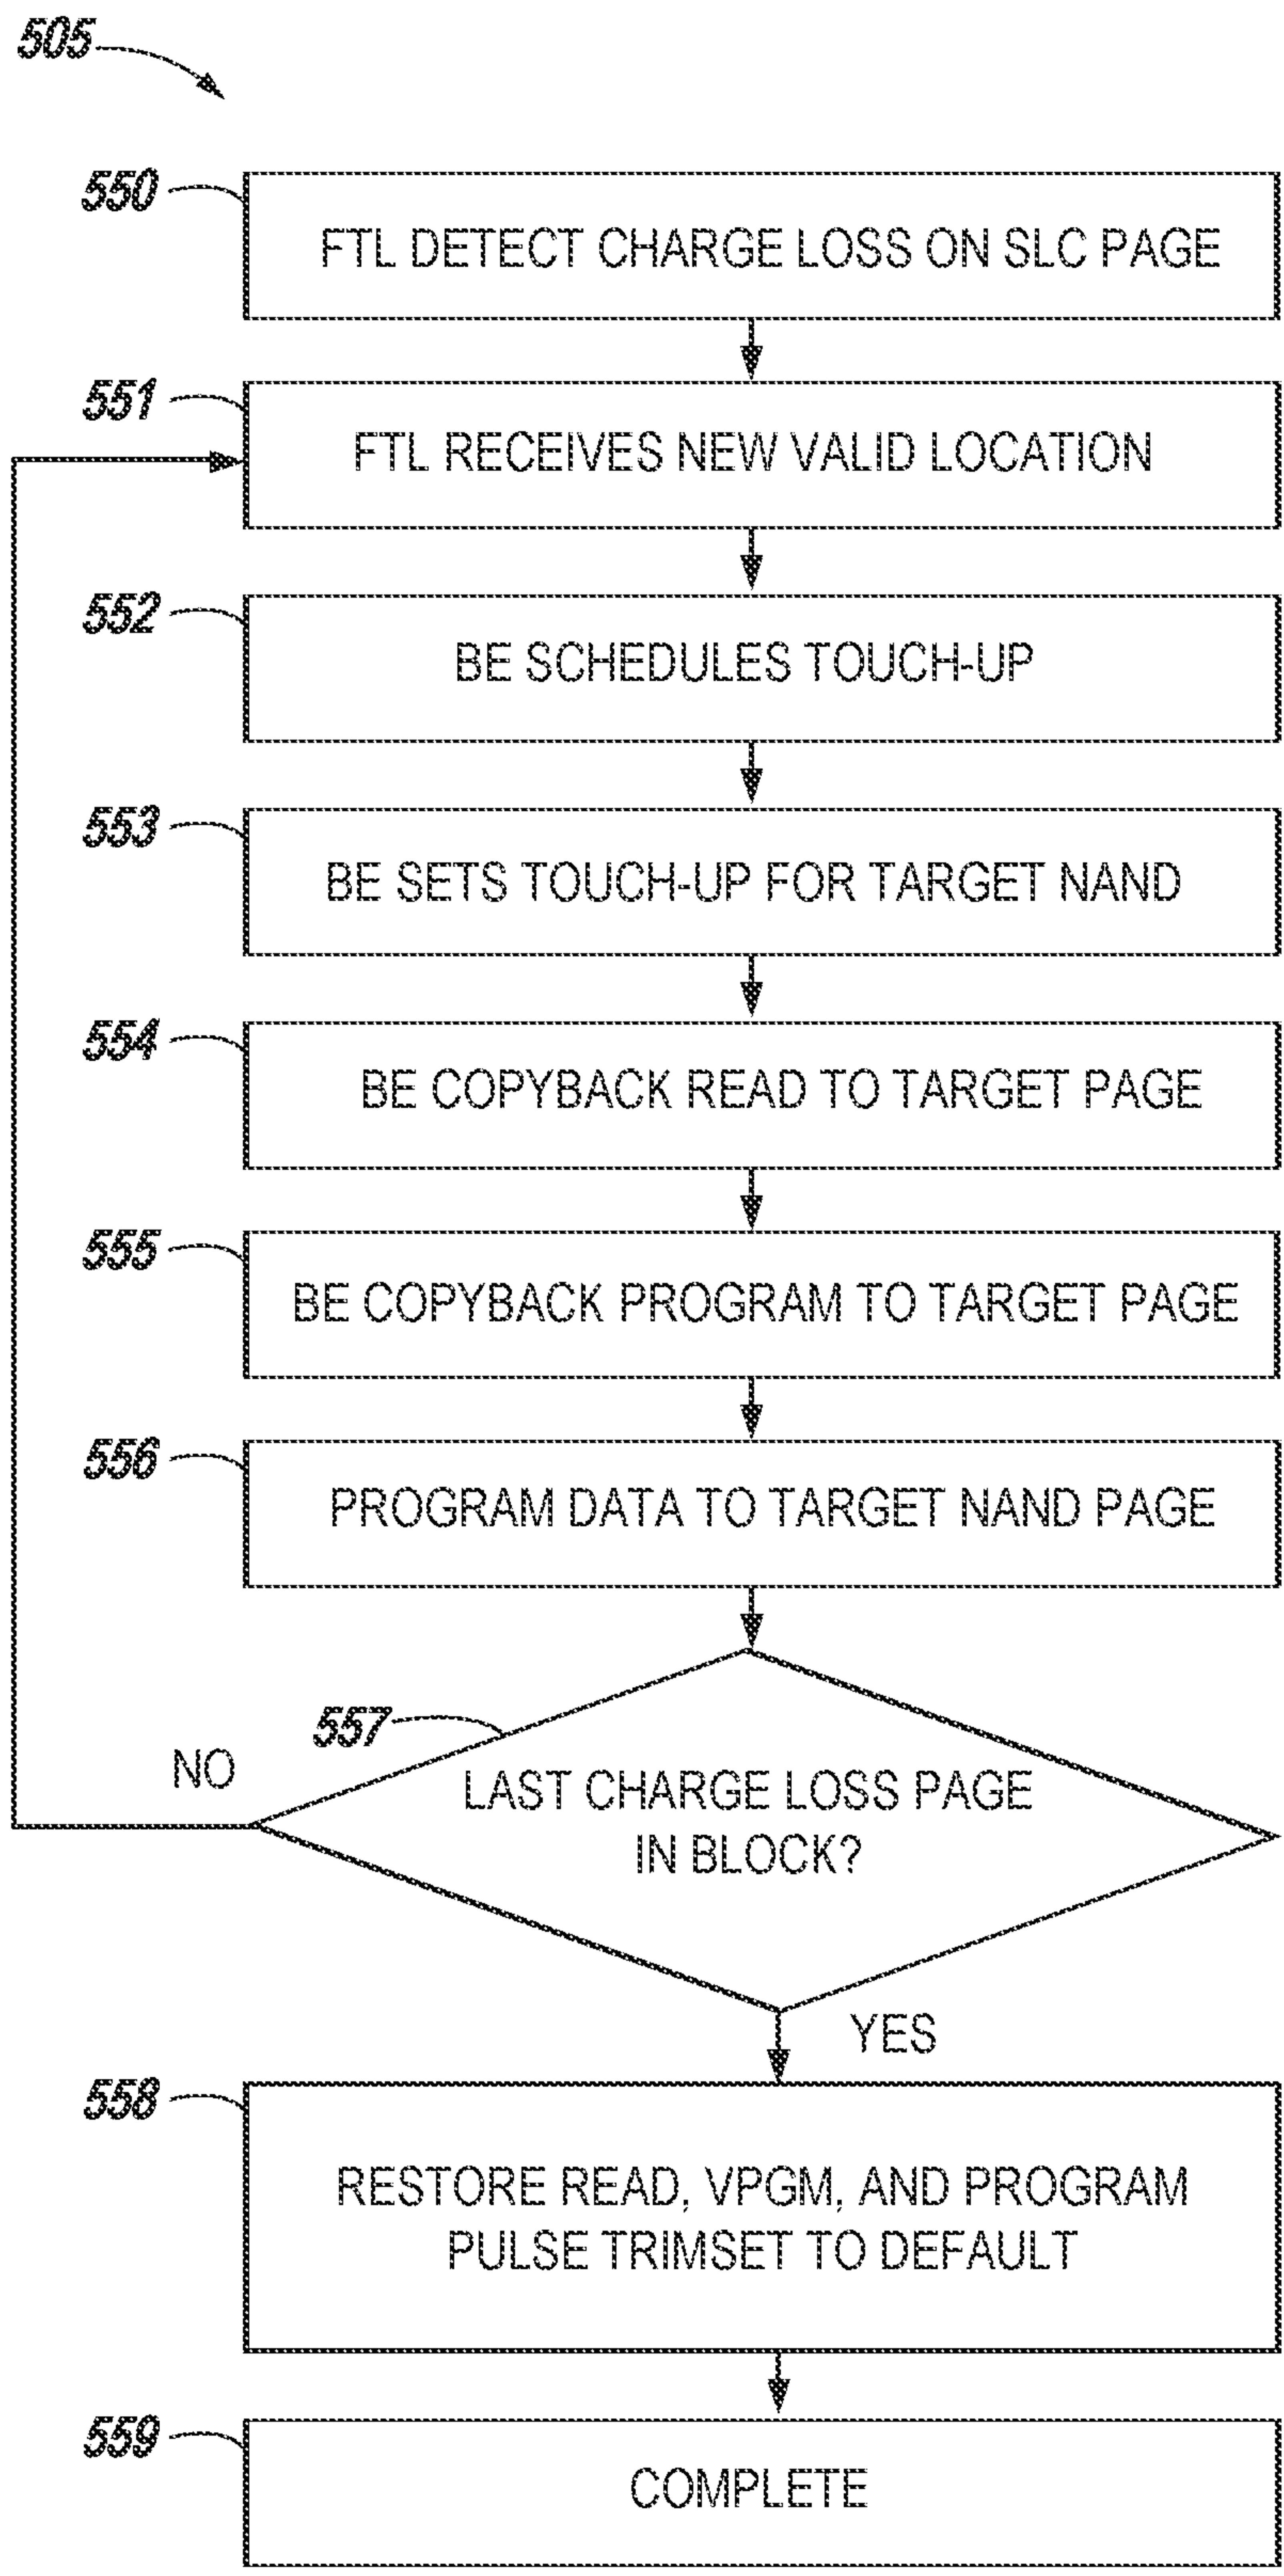 505
550
FTL DETECT CHARGE LOSS ON SLC PAGE
551
FTL RECEIVES NEW VALID LOCATION
552
BE SCHEDULES TOUCH-UP
553
BE SETS TOUCH-UP FOR TARGET NAND
554
BE COPYBACK READ TO TARGET PAGE
555
BE COPYBACK PROGRAM TO TARGET PAGE
556
PROGRAM DATA TO TARGET NAND PAGE
557
NO
LAST CHARGE LOSS PAGE
IN BLOCK?
YES
558
RESTORE READ, VPGM, AND PROGRAM
PULSE TRIMSET TO DEFAULT
559
COMPLETE